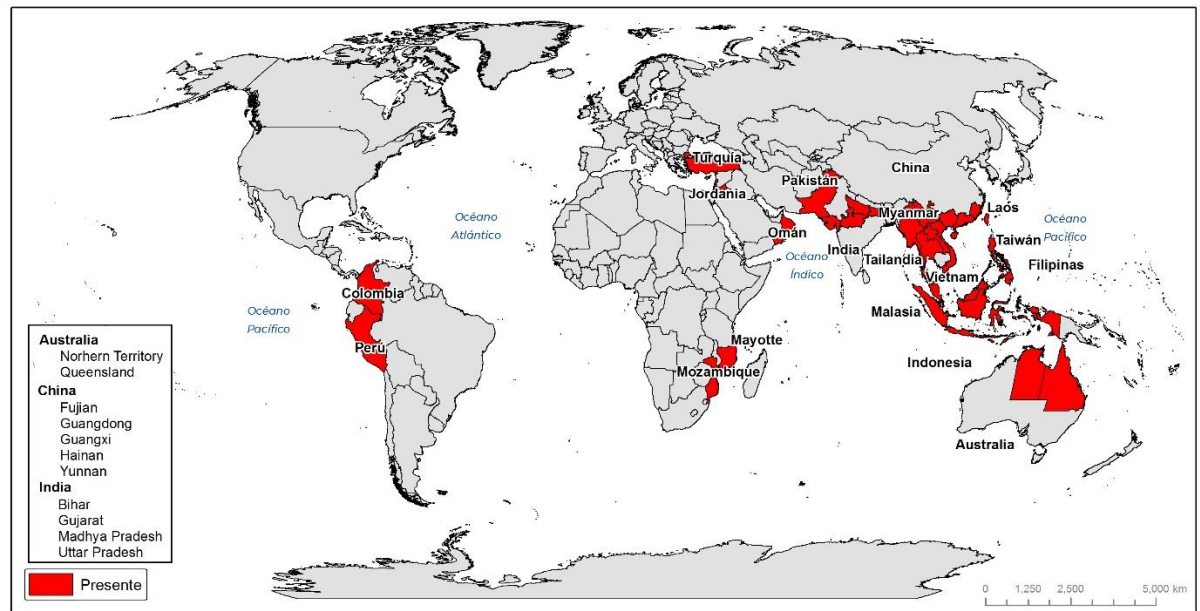 Turquía
China
Pakistán
Jordania
Laos
Myanmar
Océano
Atlántico
Océano
Pacífico
Omán
Taiwán
India
Océano
Índico
Tailandia
Filipinas
Vietnam
Colombia
Malasia
Océano
Pacífico
Mayotte
Perú
Indonesia
Mozambique
Australia
Australia
Norhern Territory
Queensland
China
Fujian
Guangdong
Guangxi
Hainan
Yunnan
India
Bihar
Gujarat
Madhya Pradesh
Uttar Pradesh
Presente
0 1,250 2,500 5,000 km